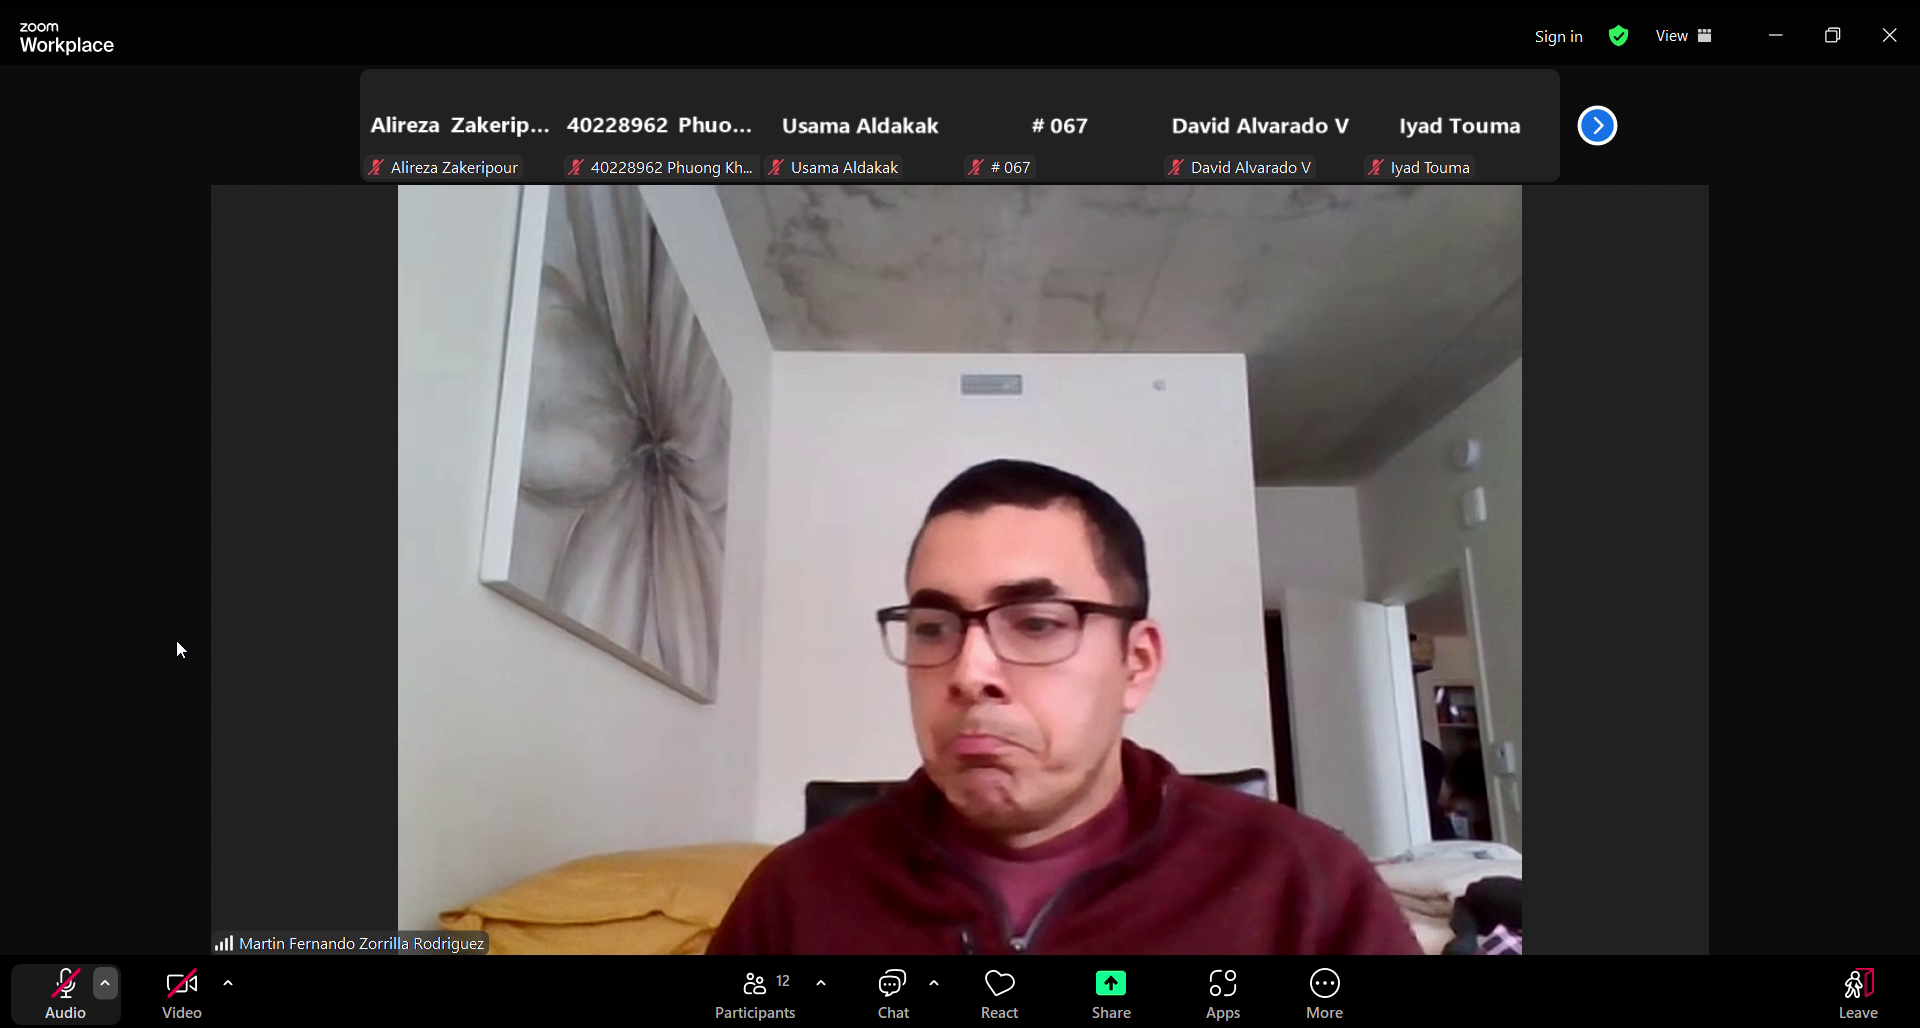 zoom
Workplace
Sign in
View
Alireza Zakerip...
40228962 Phuo...
Usama Aldakak
# 067
David Alvarado V
Iyad Touma
Alireza Zakeripour
40228962 Phuong Kh...
Usama Aldakak
# 067
David Alvarado V
Iyad Touma
Martin Fernando Zorrilla Rodriguez
Audio
Video
12
Participants
Chat
React
Share
Apps
More
Leave